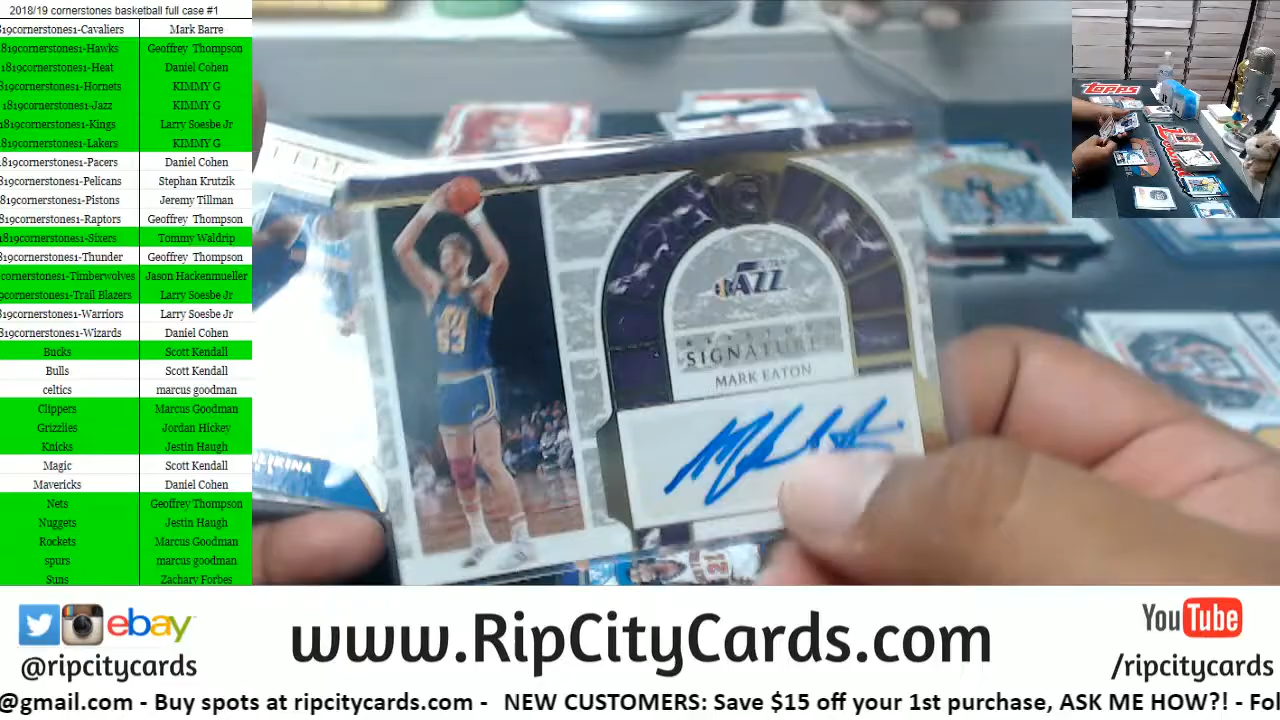 2018/19 cornerstones basketball full case #1
1819cornerstones1-Cavaliers Mark Barre
1819cornerstones1-Hawks Geoffrey Thompson
1819cornerstones1-Heat Daniel Cohen
1819cornerstones1-Hornets KIMMY G
1819cornerstones1-Jazz KIMMY G
1819cornerstones1-Kings Larry Soesbe Jr
1819cornerstones1-Lakers KIMMY G
1819cornerstones1-Pacers Daniel Cohen
1819cornerstones1-Pelicans Stephan Krutzik
1819cornerstones1-Pistons Jeremy Tillman
1819cornerstones1-Raptors Geoffrey Thompson
1819cornerstones1-Sixers Tommy Waldrip
1819cornerstones1-Thunder Geoffrey Thompson
cornerstones1-Timberwolves Jason Hackenmueller
9cornerstones1-Trail Blazers Larry Soesbe Jr
1819cornerstones1-Warriors Larry Soesbe Jr
1819cornerstones1-Wizards Daniel Cohen
Bucks Scott Kendall
Bulls Scott Kendall
celtics marcus goodman
Clippers Marcus Goodman
Grizzlies Jordan Hickey
Knicks Jestin Haugh
Magic Scott Kendall
Mavericks Daniel Cohen
Nets Geoffrey Thompson
Nuggets Jestin Haugh
Rockets Marcus Goodman
spurs marcus goodman
Suns Zachary Forbes
Topps
53
JAZZ
SIGNATURES
MARK EATON
21
ebay
@ripcitycards
www.RipCityCards.com
YouTube
/ripcitycards
@gmail.com - Buy spots at ripcitycards.com - NEW CUSTOMERS: Save $15 off your 1st purchase, ASK ME HOW?! - Fol